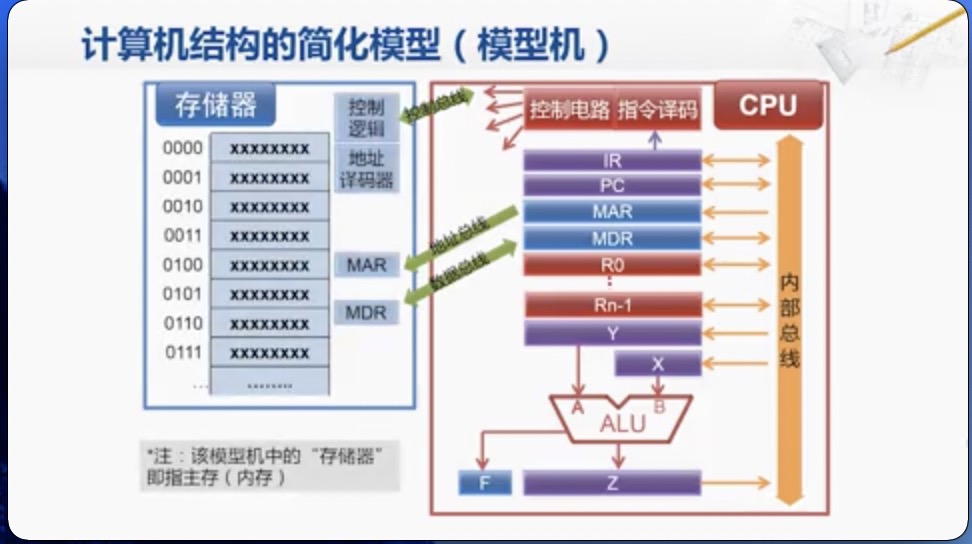 计算机结构的简化模型（模型机）
存储器
控制
逻辑
地址
译码器
0000 xxxxxxxx
0001 xxxxxxxx
0010 xxxxxxxx
0011 xxxxxxxx
0100 xxxxxxxx
0101 xxxxxxxx
0110 xxxxxxxx
0111 xxxxxxxx
... ........
MAR
MDR
控制总线
地址总线
数据总线
控制电路 指令译码
CPU
IR
PC
MAR
MDR
R0
Rn-1
Y
X
A B
ALU
F
Z
内部总线
*注：该模型机中的“存储器”
即指主存（内存）